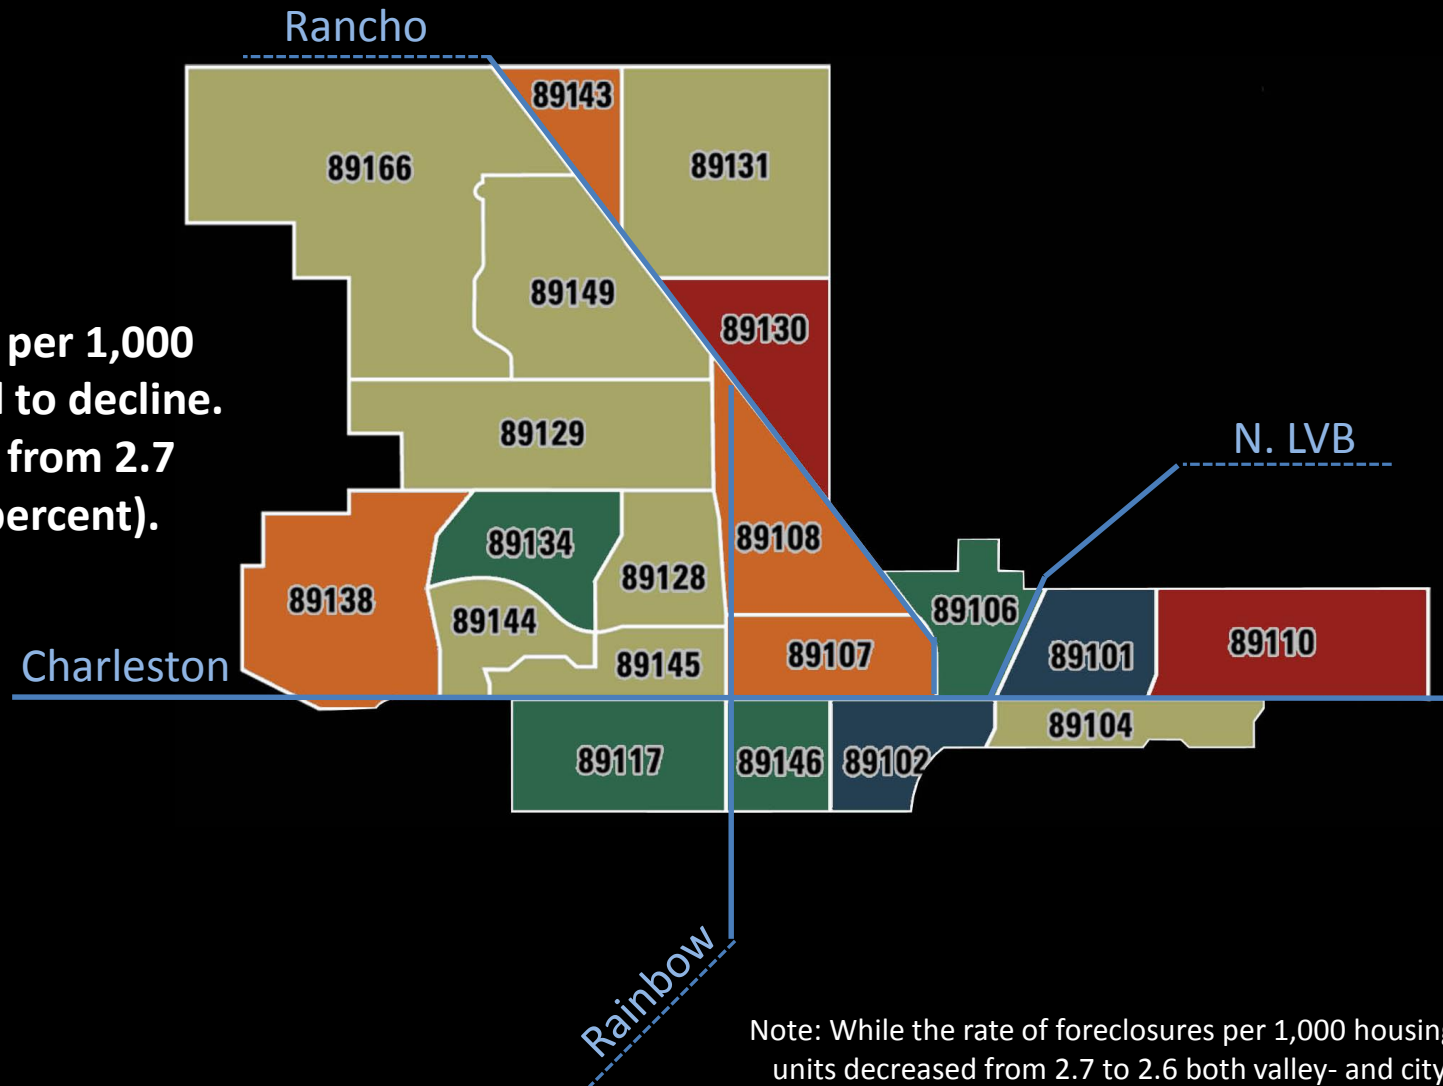 Rancho
89143
89166
89131
89149
89130
per 1,000
to decline.
from 2.7
percent).
89129
N. LVB
89134
89108
89128
89138
89106
89144
89101
89110
89107
89145
Charleston
89104
89117
89146
89102
Rainbow
Note: While the rate of foreclosures per 1,000 housing
units decreased from 2.7 to 2.6 both valley- and city